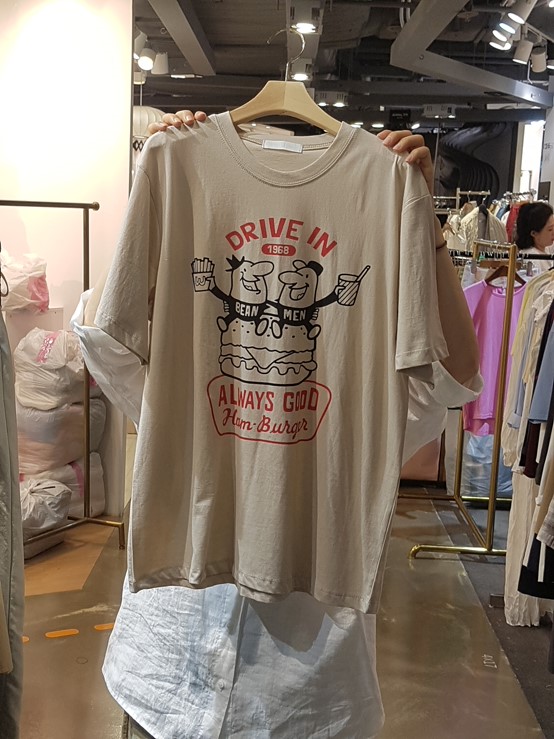 DRIVE IN
1968
BEAN MEN
ALWAYS GOOD
Ham-Burger